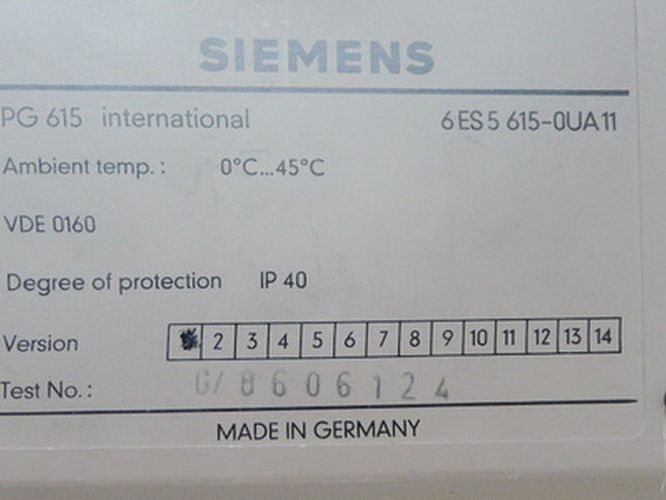 SIEMENS
PG 615 international 6ES5 615-0UA11
Ambient temp.: 0°C...45°C
VDE 0160
Degree of protection IP 40
Version 2 3 4 5 6 7 8 9 10 11 12 13 14
Test No.: G/8606124
MADE IN GERMANY